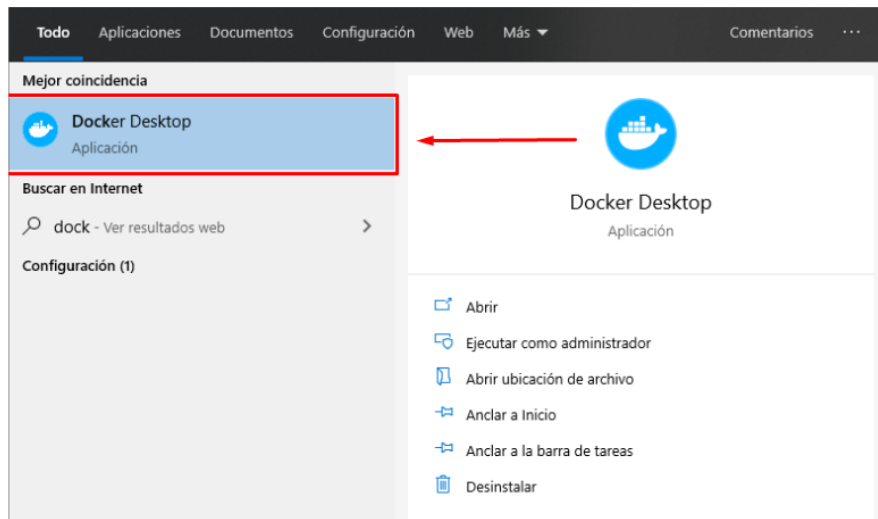 Todo Aplicaciones Documentos Configuración Web Más Comentarios ...
Mejor coincidencia
Docker Desktop
Aplicación
Buscar en Internet
dock - Ver resultados web
Configuración (1)
Docker Desktop
Aplicación
Abrir
Ejecutar como administrador
Abrir ubicación de archivo
Anclar a Inicio
Anclar a la barra de tareas
Desinstalar